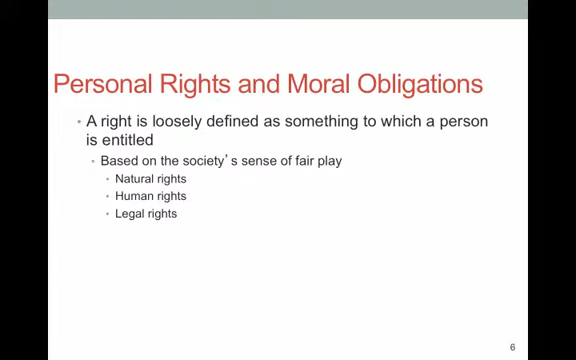 Personal Rights and Moral Obligations
• A right is loosely defined as something to which a person
is entitled
• Based on the society's sense of fair play
• Natural rights
• Human rights
• Legal rights
6